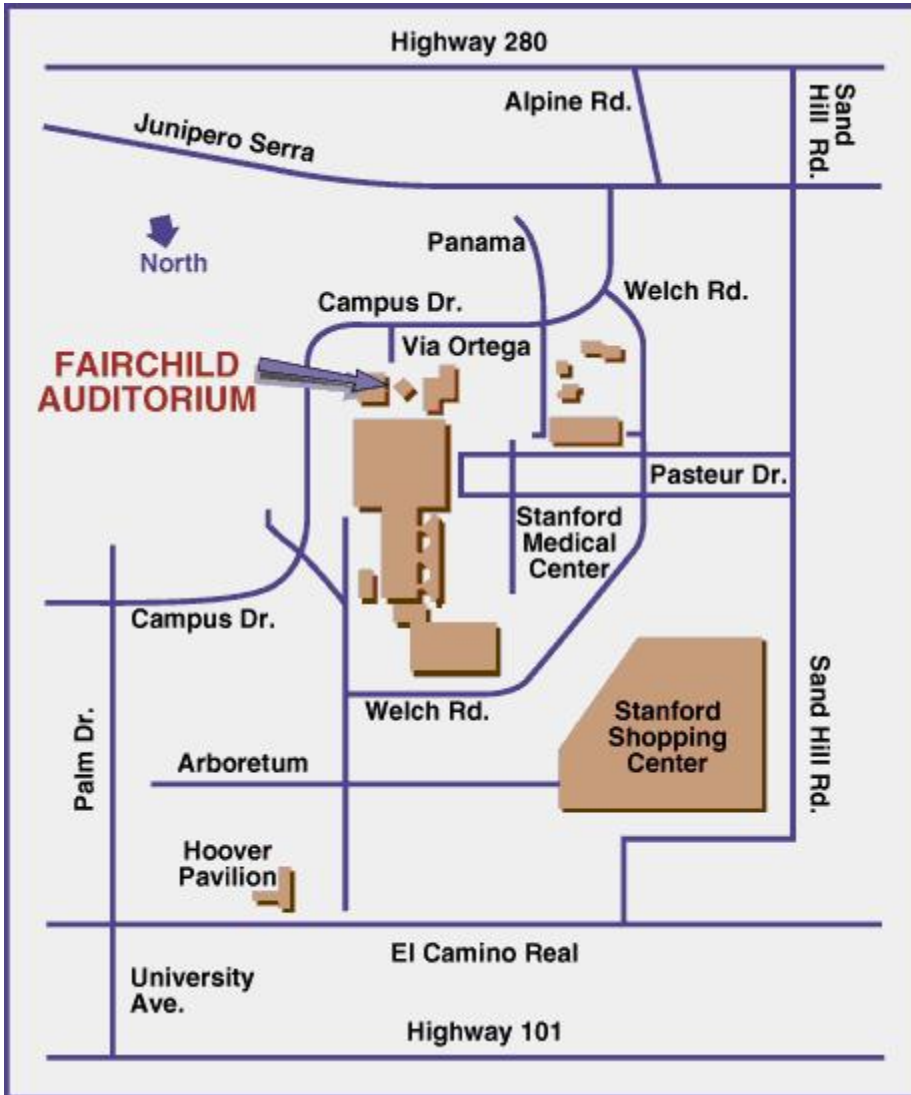 Highway 280
Alpine Rd.
Sand
Hill Rd.
Junipero Serra
North
Panama
Welch Rd.
Campus Dr.
Via Ortega
FAIRCHILD
AUDITORIUM
Pasteur Dr.
Stanford
Medical
Center
Campus Dr.
Welch Rd.
Stanford
Shopping
Center
Sand Hill Rd.
Palm Dr.
Arboretum
Hoover
Pavilion
El Camino Real
University
Ave.
Highway 101